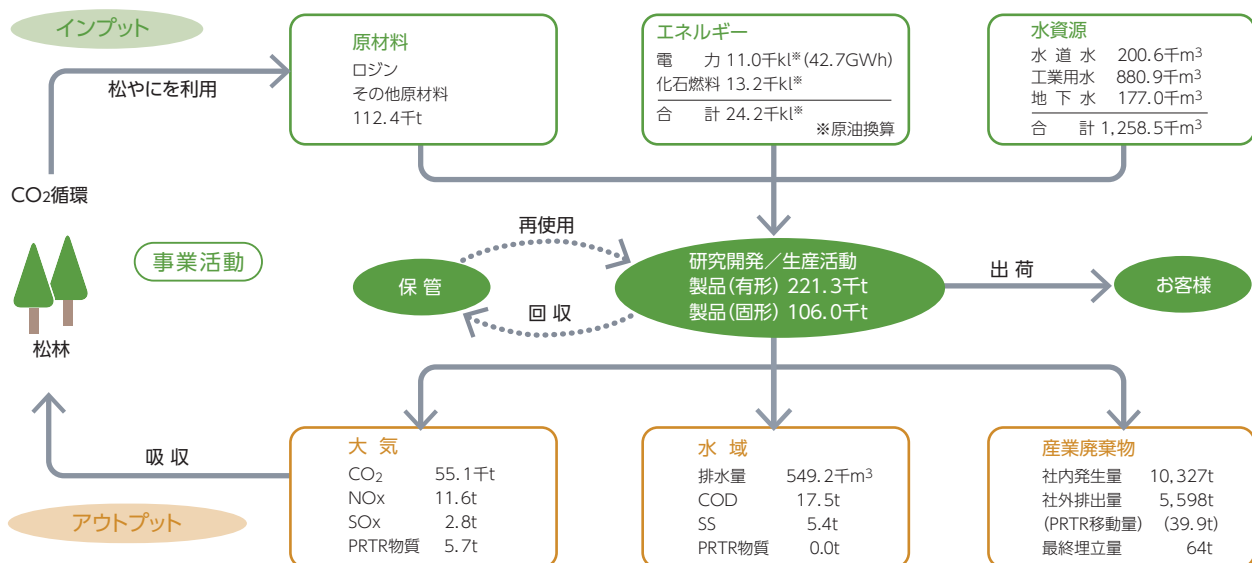 インプット
原材料
ロジン
その他原材料
112.4千t
エネルギー
電 力 11.0千kl※(42.7GWh)
化石燃料 13.2千kl※
合 計 24.2千kl※
※原油換算
水資源
水道水 200.6千m³
工業用水 880.9千m³
地下水 177.0千m³
合 計 1,258.5千m³
松やにを利用
CO₂循環
松林
事業活動
再使用
保管
回収
研究開発/生産活動
製品(有形) 221.3千t
製品(固形) 106.0千t
出荷
お客様
吸収
アウトプット
大気
CO₂ 55.1千t
NOx 11.6t
SOx 2.8t
PRTR物質 5.7t
水域
排水量 549.2千m³
COD 17.5t
SS 5.4t
PRTR物質 0.0t
産業廃棄物
社内発生量 10,327t
社外排出量 5,598t
(PRTR移動量) (39.9t)
最終埋立量 64t